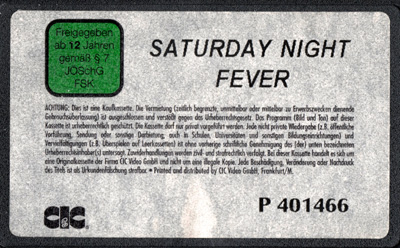 Freigegeben
ab 12 Jahren
gemäß § 7
JÖSchG
FSK
SATURDAY NIGHT
FEVER
ACHTUNG: Dies ist eine Kaufkassette. Die Vermietung (zeitlich begrenzte, unmittelbar oder mittelbar zu Erwerbszwecken dienende
Gebrauchsüberlassung) ist ausgeschlossen und verstößt gegen das Urheberrechtsgesetz. Das Programm (Bild und Ton) auf dieser
Kassette ist urheberrechtlich geschützt. Die Kassette darf nur privat vorgeführt werden. Jede nicht private Wiedergabe (z.B. öffentliche
Vorführung, Sendung oder sonstige Darbietung, auch in Schulen, Universitäten und sonstigen Bildungseinrichtungen) und
Vervielfältigungen (z.B. Überspielen auf Leerkassetten) ist ohne vorherige schriftliche Genehmigung des (der) unten bezeichneten
Urheberrechtsinhaber(s) untersagt. Zuwiderhandlungen werden zivil- und strafrechtlich verfolgt. Bei dieser Kassette handelt es sich um
eine Originalkassette der Firma CIC Video GmbH und nicht um eine illegale Kopie. Jede Beschädigung, Veränderung oder Nachdruck
des Titels ist als Urkundenfälschung strafbar. • Printed and distributed by CIC Video GmbH, Frankfurt/M.
CIC
P 401466